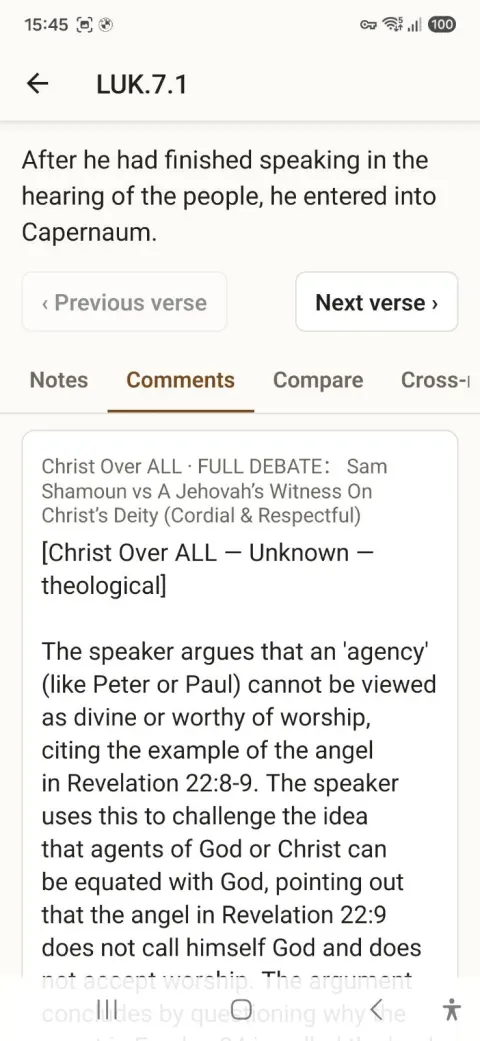 15:45
100
LUK.7.1
After he had finished speaking in the
hearing of the people, he entered into
Capernaum.
‹ Previous verse
Next verse ›
Notes Comments Compare Cross-
Christ Over ALL · FULL DEBATE： Sam
Shamoun vs A Jehovah’s Witness On
Christ’s Deity (Cordial & Respectful)
[Christ Over ALL — Unknown —
theological]
The speaker argues that an 'agency'
(like Peter or Paul) cannot be viewed
as divine or worthy of worship,
citing the example of the angel
in Revelation 22:8-9. The speaker
uses this to challenge the idea
that agents of God or Christ can
be equated with God, pointing out
that the angel in Revelation 22:9
does not call himself God and does
not accept worship. The argument
concludes by questioning why the